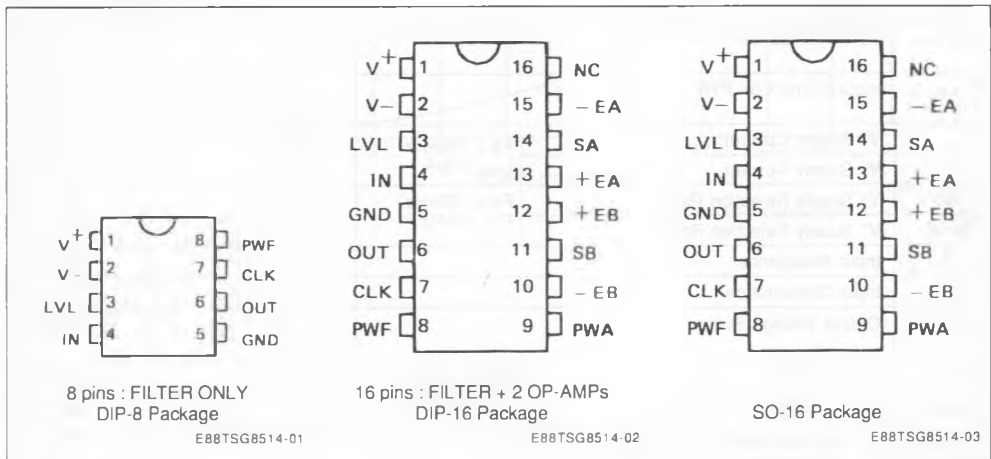 V+ 1 8 PWF
V- 2 7 CLK
LVL 3 6 OUT
IN 4 5 GND
8 pins : FILTER ONLY
DIP-8 Package
E88TSG8514-01
V+ 1 16 NC
V- 2 15 -EA
LVL 3 14 SA
IN 4 13 +EA
GND 5 12 +EB
OUT 6 11 SB
CLK 7 10 -EB
PWF 8 9 PWA
16 pins : FILTER + 2 OP-AMPs
DIP-16 Package
E88TSG8514-02
V+ 1 16 NC
V- 2 15 -EA
LVL 3 14 SA
IN 4 13 +EA
GND 5 12 +EB
OUT 6 11 SB
CLK 7 10 -EB
PWF 8 9 PWA
SO-16 Package
E88TSG8514-03